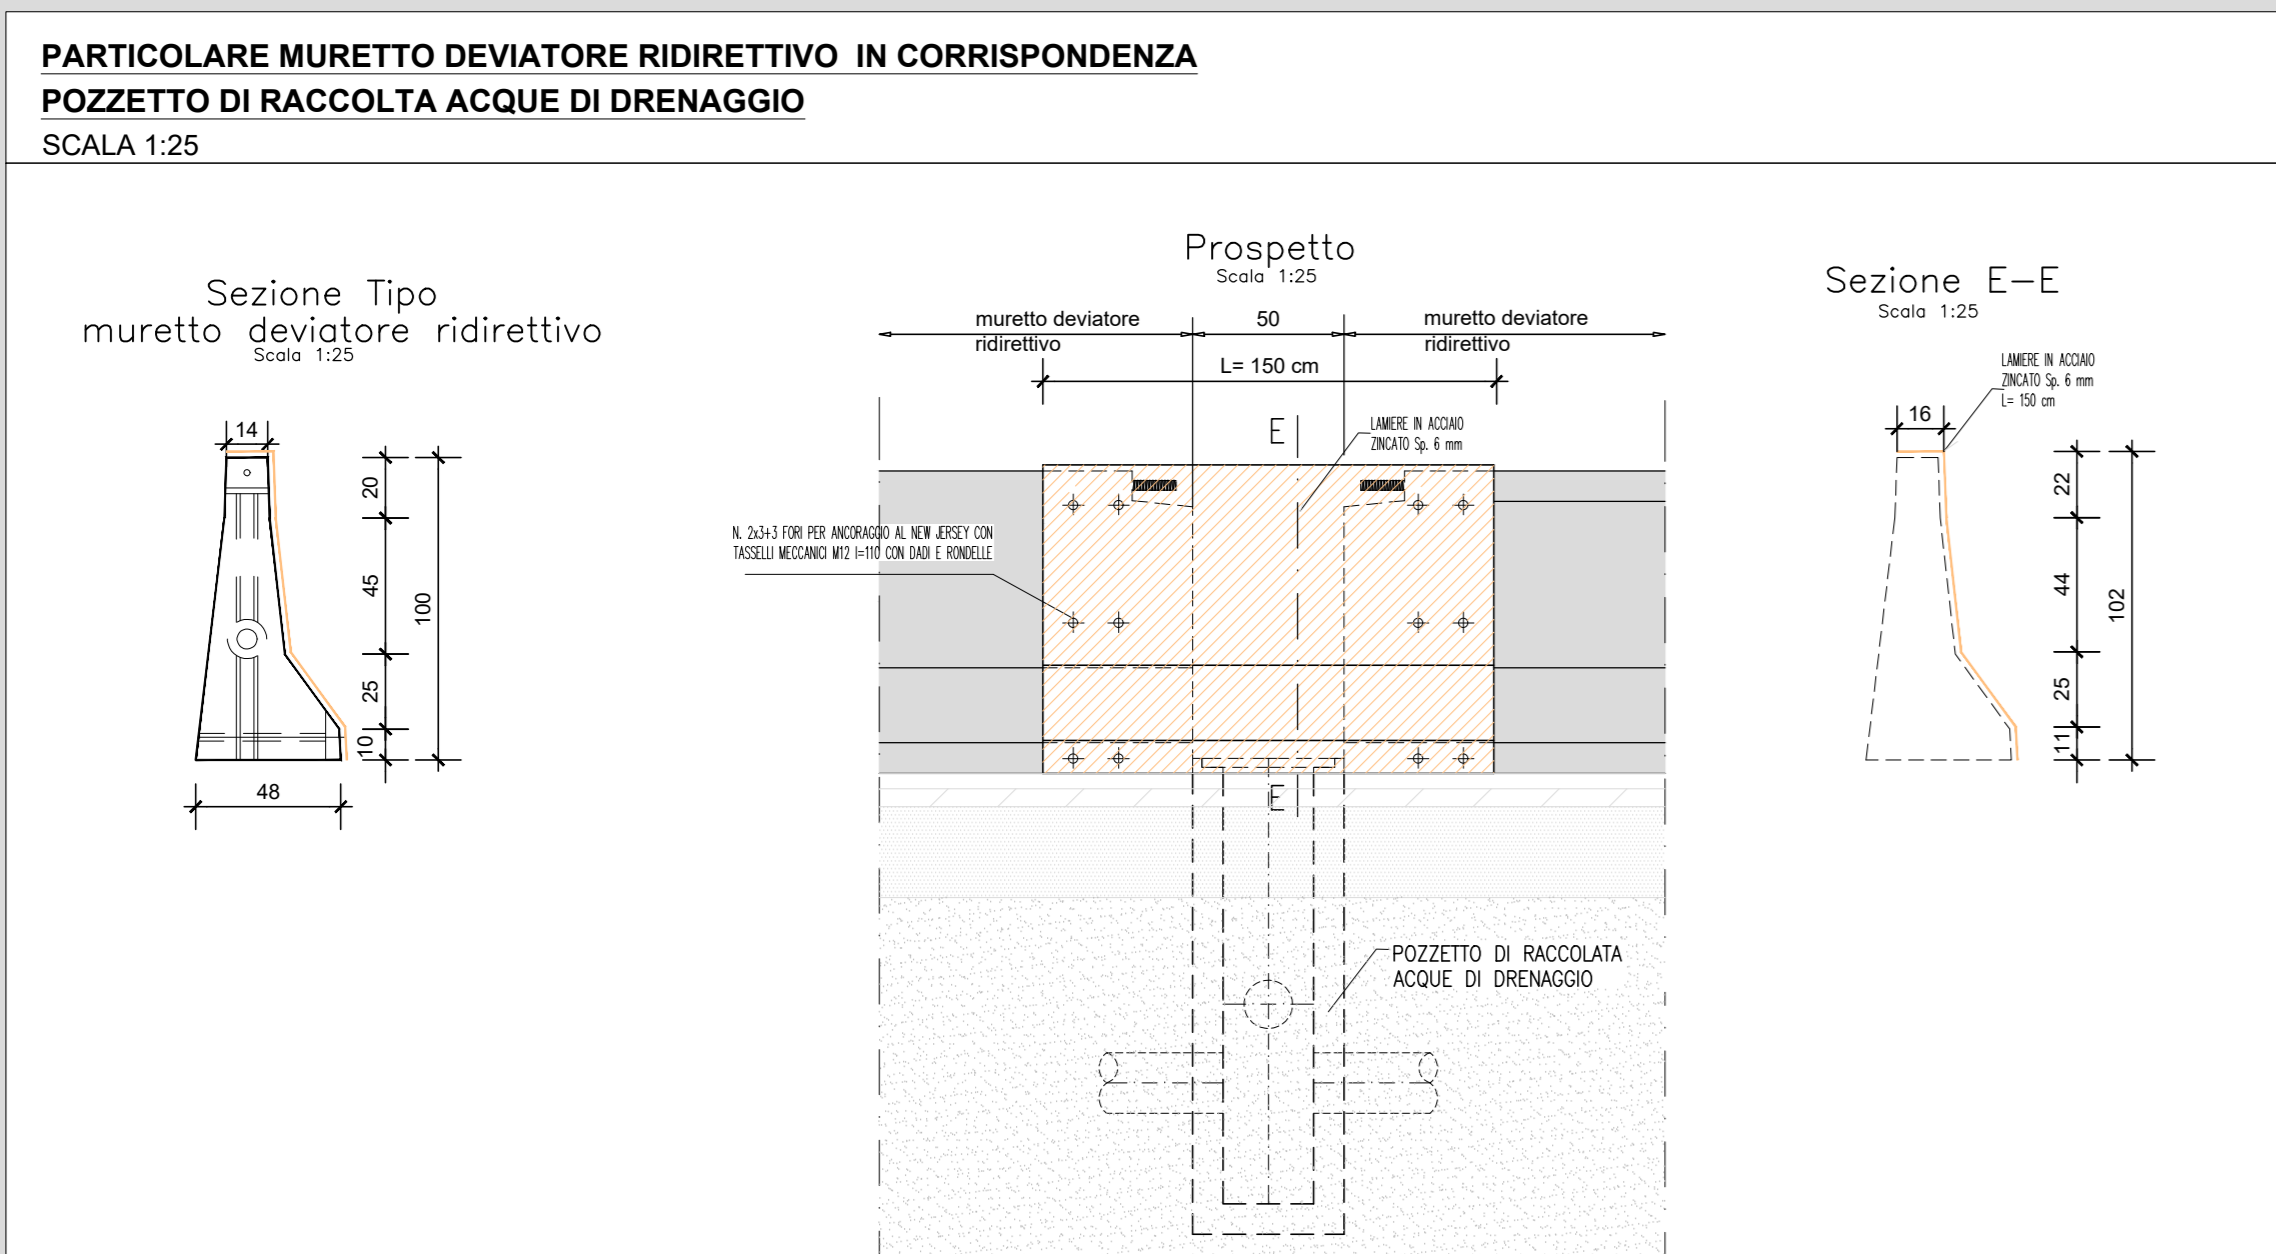 PARTICOLARE MURETTO DEVIATORE RIDIRETTIVO IN CORRISPONDENZA
POZZETTO DI RACCOLTA ACQUE DI DRENAGGIO
SCALA 1:25
Sezione Tipo
muretto deviatore ridirettivo
Scala 1:25
14
20
45
25
10
100
48
Prospetto
Scala 1:25
muretto deviatore
ridirettivo
50
muretto deviatore
ridirettivo
L= 150 cm
E
LAMIERE IN ACCIAIO
ZINCATO Sp. 6 mm
N. 2x3+3 FORI PER ANCORAGGIO AL NEW JERSEY CON
TASSELLI MECCANICI M12 l=110 CON DADI E RONDELLE
E
POZZETTO DI RACCOLATA
ACQUE DI DRENAGGIO
Sezione E-E
Scala 1:25
LAMIERE IN ACCIAIO
ZINCATO Sp. 6 mm
L= 150 cm
16
22
44
25
11
102